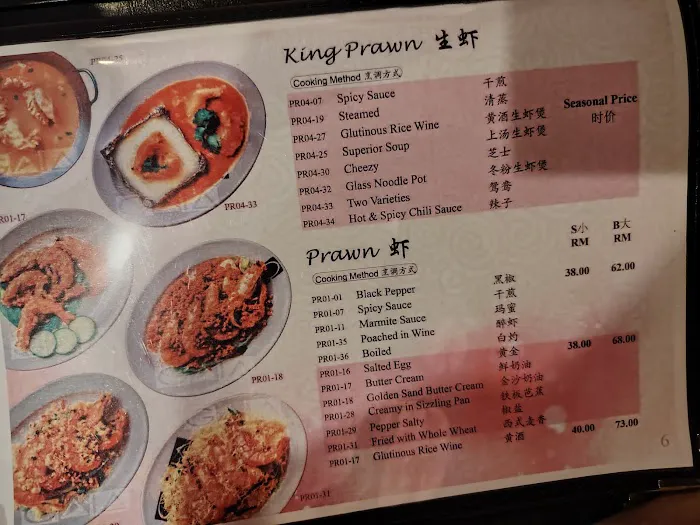 King Prawn 生虾
Cooking Method 烹调方式
PR04-07 Spicy Sauce 干煎
PR04-19 Steamed 清蒸
PR04-27 Glutinous Rice Wine 黄酒生虾煲
PR04-25 Superior Soup 上汤生虾煲
PR04-30 Cheezy 芝士
PR04-32 Glass Noodle Pot 冬粉生虾煲
PR04-33 Two Varieties 鸳鸯
PR04-34 Hot & Spicy Chili Sauce 辣子
Seasonal Price
时价
Prawn 虾
S小 B大
RM RM
Cooking Method 烹调方式
PR01-01 Black Pepper 黑椒 38.00 62.00
PR01-07 Spicy Sauce 干煎
PR01-11 Marmite Sauce 玛蜜
PR01-35 Poached in Wine 醉虾
PR01-36 Boiled 白灼
PR01-16 Salted Egg 黄金 38.00 68.00
PR01-17 Butter Cream 鲜奶油
PR01-18 Golden Sand Butter Cream 金沙奶油
PR01-28 Creamy in Sizzling Pan 铁板芭蕉
PR01-29 Pepper Salty 椒盐
PR01-31 Fried with Whole Wheat 西式麦香
PR01-17 Glutinous Rice Wine 黄酒 40.00 73.00
6
PR04-25
PR04-33
PR01-17
PR01-18
PR01-31